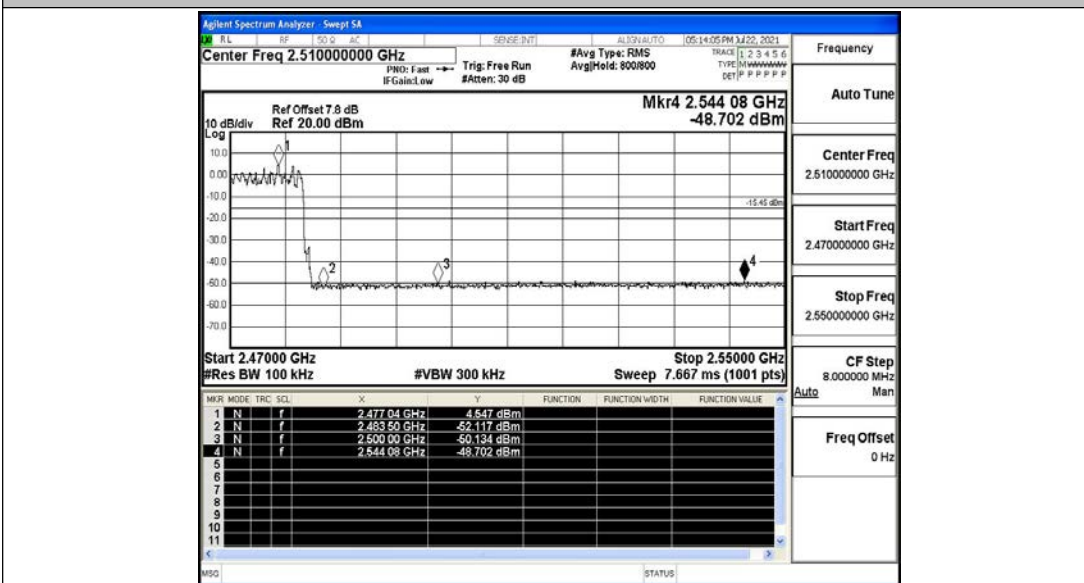 Agilent Spectrum Analyzer - Swept SA
RL RF 50 Ω AC SENSE:INT ALIGN AUTO 05:14:05 PM Jul 22, 2021
Center Freq 2.510000000 GHz
PNO: Fast
IFGain:Low
Trig: Free Run
#Atten: 30 dB
#Avg Type: RMS
Avg|Hold: 800/800
TRACE 1 2 3 4 5 6
TYPE M
DET P P P P P P
Ref Offset 7.8 dB
10 dB/div Ref 20.00 dBm
Log
Mkr4 2.544 08 GHz
-48.702 dBm
10.0
0.00
-10.0
-20.0
-30.0
-40.0
-50.0
-60.0
-70.0
1
2
3
4
-15.45 dBm
Start 2.47000 GHz Stop 2.55000 GHz
#Res BW 100 kHz #VBW 300 kHz Sweep 7.667 ms (1001 pts)
MKR MODE TRC SCL X Y FUNCTION FUNCTION WIDTH FUNCTION VALUE
1 N f 2.477 04 GHz 4.547 dBm
2 N f 2.483 50 GHz -52.117 dBm
3 N f 2.500 00 GHz -50.134 dBm
4 N f 2.544 08 GHz -48.702 dBm
5
6
7
8
9
10
11
MSG STATUS
Frequency
Auto Tune
Center Freq
2.510000000 GHz
Start Freq
2.470000000 GHz
Stop Freq
2.550000000 GHz
CF Step
8.000000 MHz
Auto Man
Freq Offset
0 Hz